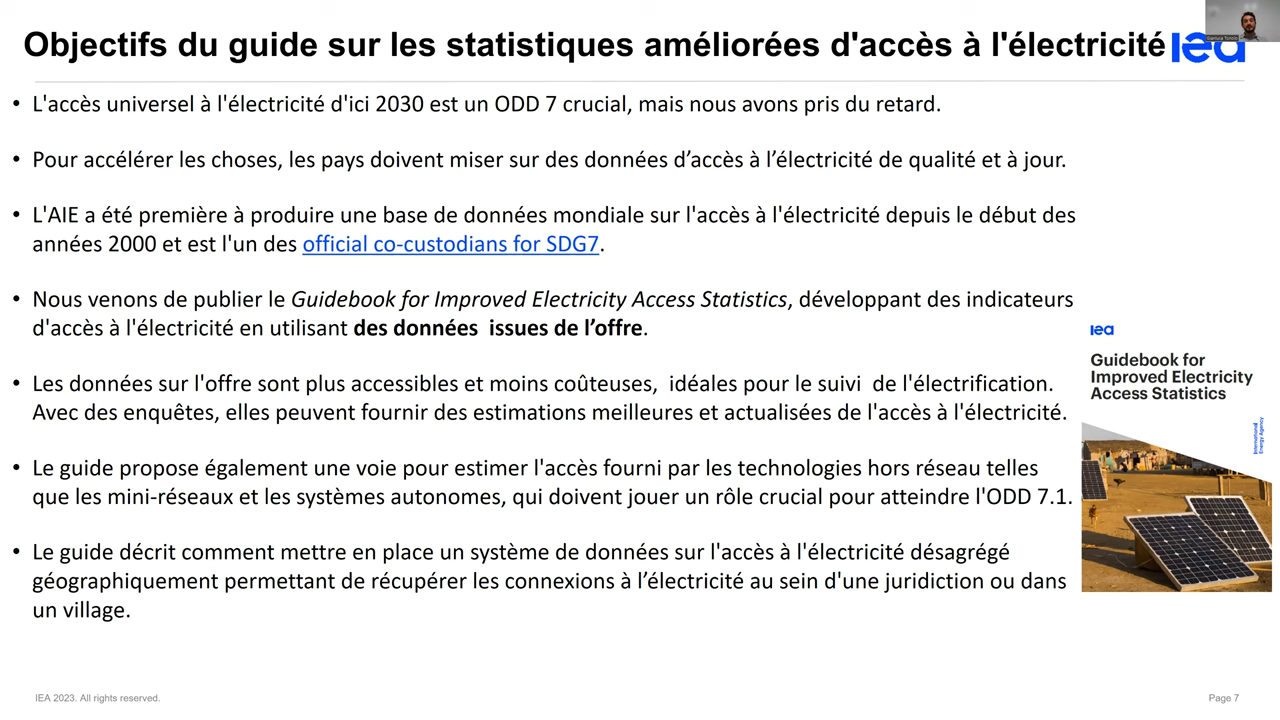 Objectifs du guide sur les statistiques améliorées d'accès à l'électricité
iea
• L'accès universel à l'électricité d'ici 2030 est un ODD 7 crucial, mais nous avons pris du retard.
• Pour accélérer les choses, les pays doivent miser sur des données d’accès à l’électricité de qualité et à jour.
• L'AIE a été première à produire une base de données mondiale sur l'accès à l'électricité depuis le début des
années 2000 et est l'un des official co-custodians for SDG7.
• Nous venons de publier le Guidebook for Improved Electricity Access Statistics, développant des indicateurs
d'accès à l'électricité en utilisant des données  issues de l’offre.
• Les données sur l'offre sont plus accessibles et moins coûteuses,  idéales pour le suivi  de l'électrification.
Avec des enquêtes, elles peuvent fournir des estimations meilleures et actualisées de l'accès à l'électricité.
• Le guide propose également une voie pour estimer l'accès fourni par les technologies hors réseau telles
que les mini-réseaux et les systèmes autonomes, qui doivent jouer un rôle crucial pour atteindre l'ODD 7.1.
• Le guide décrit comment mettre en place un système de données sur l'accès à l'électricité désagrégé
géographiquement permettant de récupérer les connexions à l’électricité au sein d'une juridiction ou dans
un village.
iea
Guidebook for
Improved Electricity
Access Statistics
International
Energy Agency
IEA 2023. All rights reserved.
Page 7